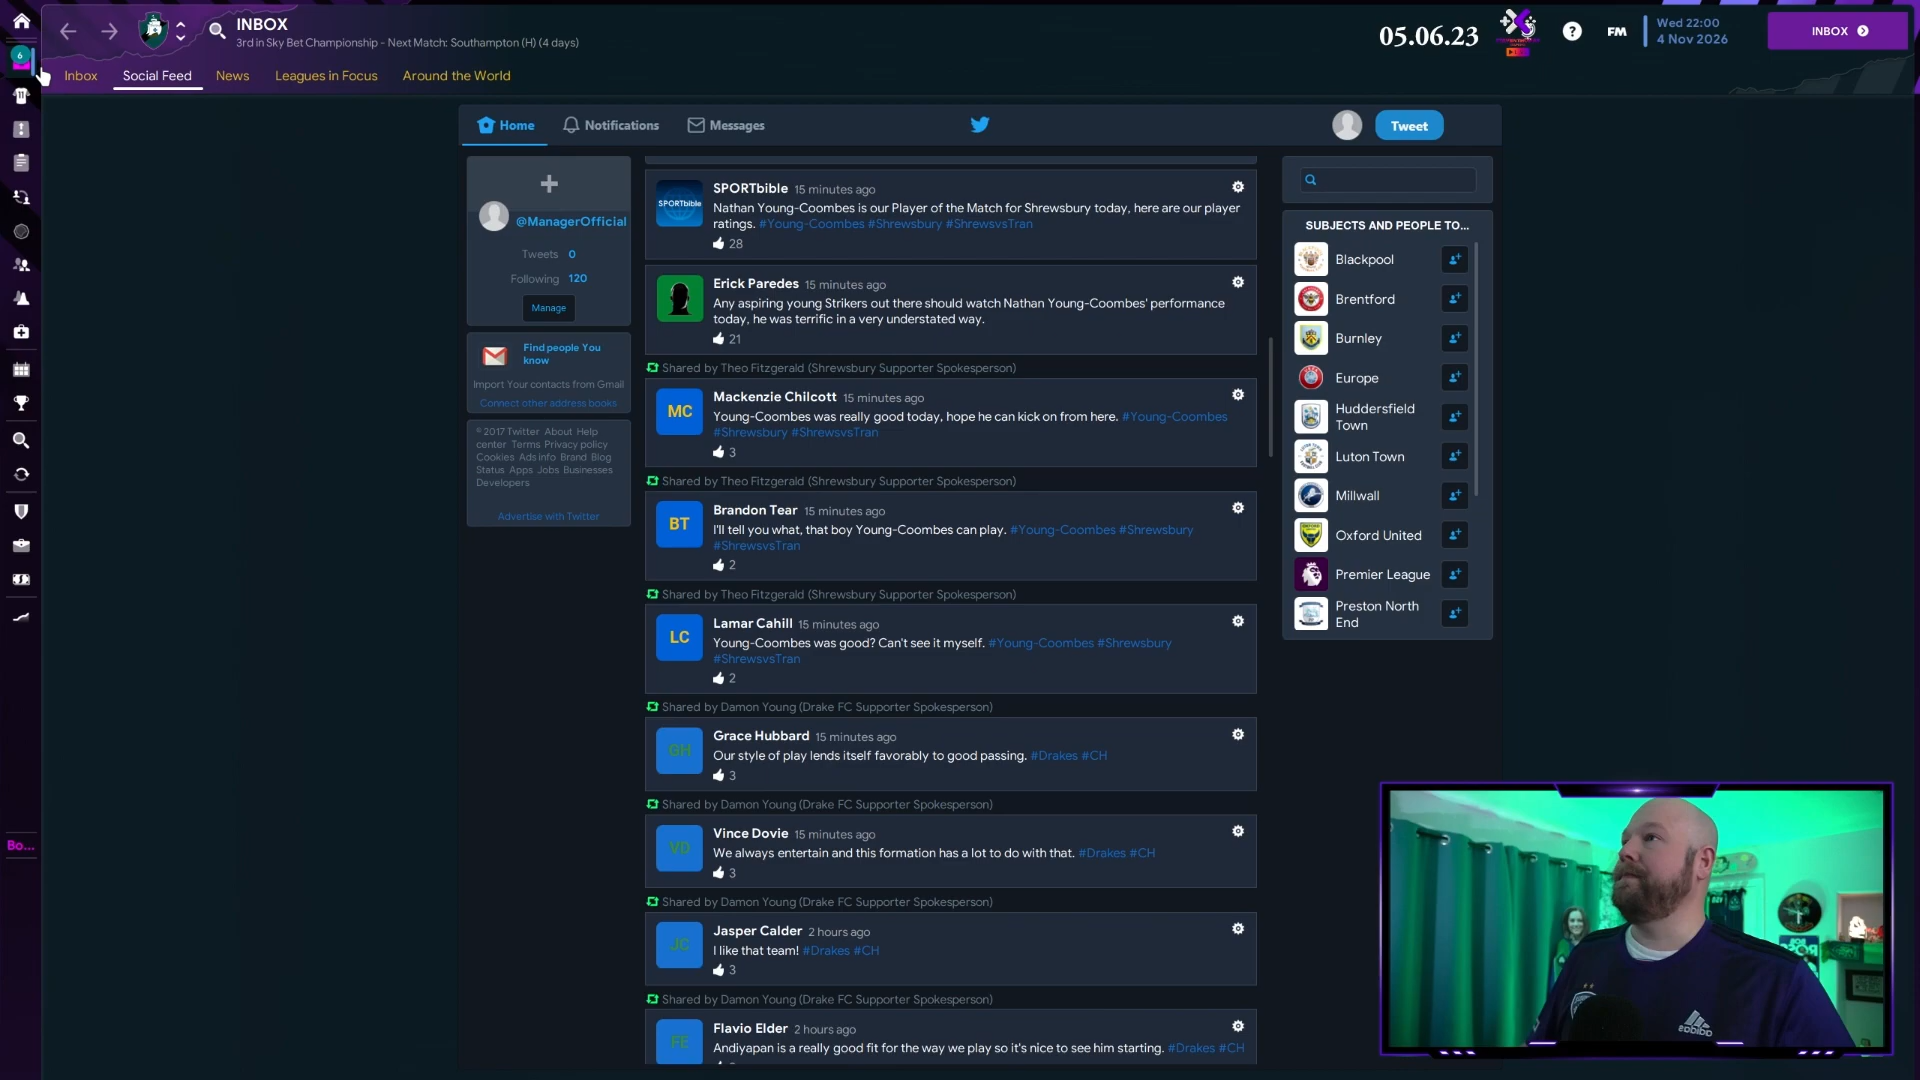 INBOX
3rd in Sky Bet Championship - Next Match: Southampton (H) (4 days)
05.06.23
?
FM
Wed 22:00
4 Nov 2026
INBOX
6
Inbox
Social Feed
News
Leagues in Focus
Around the World
Home
Notifications
Messages
Tweet
@ManagerOfficial
Tweets 0
Following 120
Manage
Find people You
know
Import Your contacts from Gmail
Connect other address books
© 2017 Twitter About Help
center Terms Privacy policy
Cookies Ads info Brand Blog
Status Apps Jobs Businesses
Developers
Advertise with Twitter
SPORTbible
SPORTbible 15 minutes ago
Nathan Young-Coombes is our Player of the Match for Shrewsbury today, here are our player
ratings. #Young-Coombes #Shrewsbury #ShrewsvsTran
28
Erick Paredes 15 minutes ago
Any aspiring young Strikers out there should watch Nathan Young-Coombes' performance
today, he was terrific in a very understated way.
21
Shared by Theo Fitzgerald (Shrewsbury Supporter Spokesperson)
MC
Mackenzie Chilcott 15 minutes ago
Young-Coombes was really good today, hope he can kick on from here. #Young-Coombes
#Shrewsbury #ShrewsvsTran
3
Shared by Theo Fitzgerald (Shrewsbury Supporter Spokesperson)
BT
Brandon Tear 15 minutes ago
I'll tell you what, that boy Young-Coombes can play. #Young-Coombes #Shrewsbury
#ShrewsvsTran
2
Shared by Theo Fitzgerald (Shrewsbury Supporter Spokesperson)
LC
Lamar Cahill 15 minutes ago
Young-Coombes was good? Can't see it myself. #Young-Coombes #Shrewsbury
#ShrewsvsTran
2
Shared by Damon Young (Drake FC Supporter Spokesperson)
GH
Grace Hubbard 15 minutes ago
Our style of play lends itself favorably to good passing. #Drakes #CH
3
Shared by Damon Young (Drake FC Supporter Spokesperson)
VD
Vince Dovie 15 minutes ago
We always entertain and this formation has a lot to do with that. #Drakes #CH
3
Shared by Damon Young (Drake FC Supporter Spokesperson)
JC
Jasper Calder 2 hours ago
I like that team! #Drakes #CH
3
Shared by Damon Young (Drake FC Supporter Spokesperson)
FE
Flavio Elder 2 hours ago
Andiyapan is a really good fit for the way we play so it's nice to see him starting. #Drakes #CH
SUBJECTS AND PEOPLE TO...
Blackpool
Brentford
Burnley
Europe
Huddersfield
Town
Luton Town
Millwall
Oxford United
Premier League
Preston North
End
Bo...
adidas